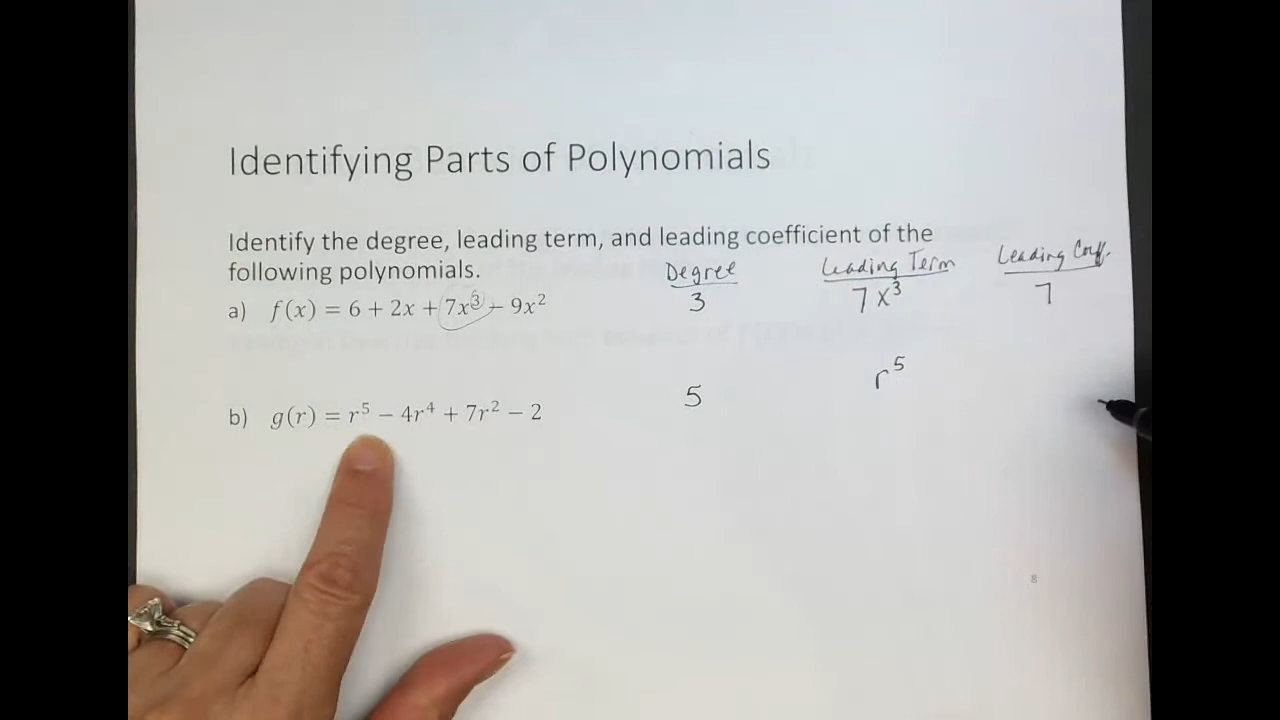 Identifying Parts of Polynomials
Identify the degree, leading term, and leading coefficient of the
following polynomials.
Degree Leading Term Leading Coeff.
a) f(x) = 6 + 2x + 7x³ − 9x² 3 7x³ 7
b) g(r) = r⁵ − 4r⁴ + 7r² − 2 5 r⁵
8